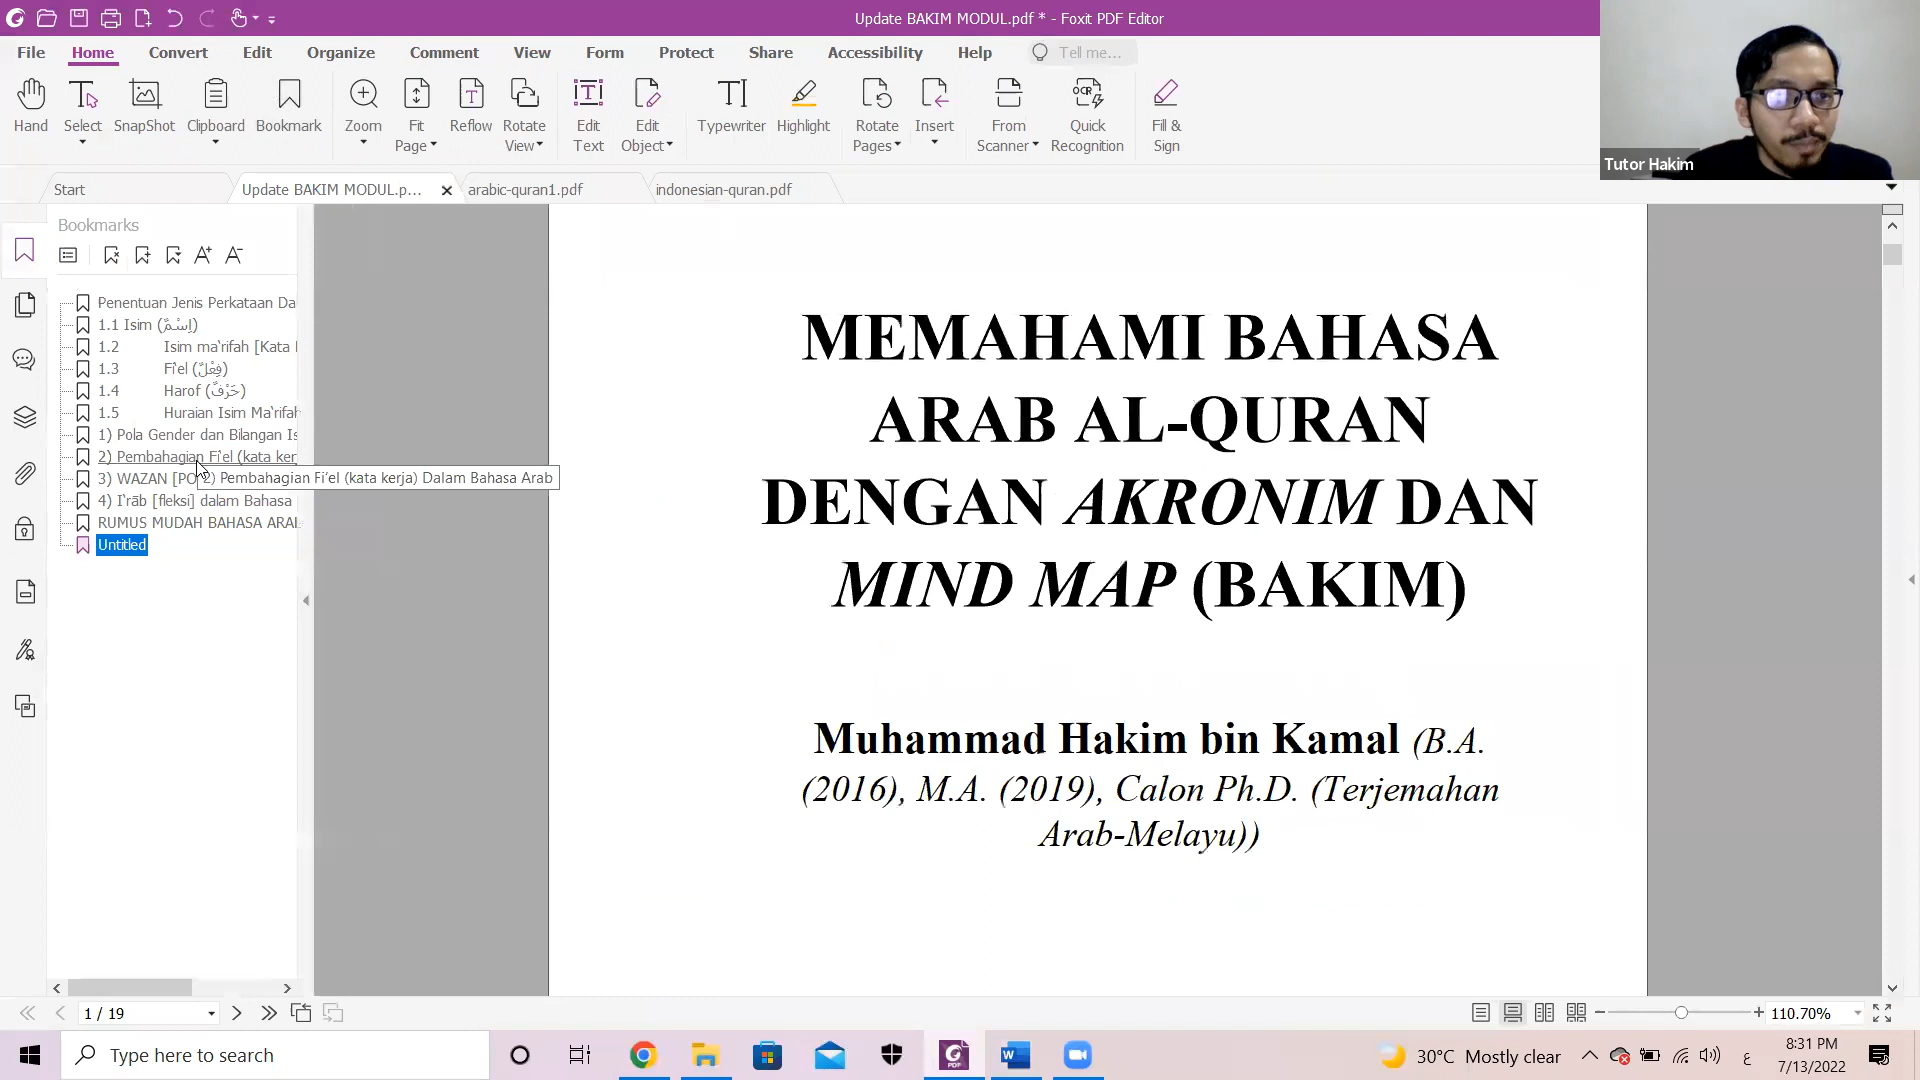 Update BAKIM MODUL.pdf * - Foxit PDF Editor
File Home Convert Edit Organize Comment View Form Protect Share Accessibility Help Tell me...
Hand Select SnapShot Clipboard Bookmark Zoom Fit Page Reflow Rotate View Edit Text Edit Object Typewriter Highlight Rotate Pages Insert From Scanner Quick Recognition Fill & Sign
Tutor Hakim
Start Update BAKIM MODUL.p... arabic-quran1.pdf indonesian-quran.pdf
Bookmarks
Penentuan Jenis Perkataan Da
1.1 Isim (اِسْمٌ)
1.2 Isim ma‘rifah [Kata
1.3 Fi‘el (فِعْلٌ)
1.4 Harof (حَرْفٌ)
1.5 Huraian Isim Ma‘rifah
1) Pola Gender dan Bilangan Is
2) Pembahagian Fi‘el (kata ker
3) WAZAN [PO
2) Pembahagian Fi‘el (kata kerja) Dalam Bahasa Arab
4) I‘rāb [fleksi] dalam Bahasa
RUMUS MUDAH BAHASA ARA
Untitled
MEMAHAMI BAHASA
ARAB AL-QURAN
DENGAN AKRONIM DAN
MIND MAP (BAKIM)
Muhammad Hakim bin Kamal (B.A.
(2016), M.A. (2019), Calon Ph.D. (Terjemahan
Arab-Melayu))
1 / 19
110.70%
Type here to search
30°C Mostly clear
ع
8:31 PM
7/13/2022